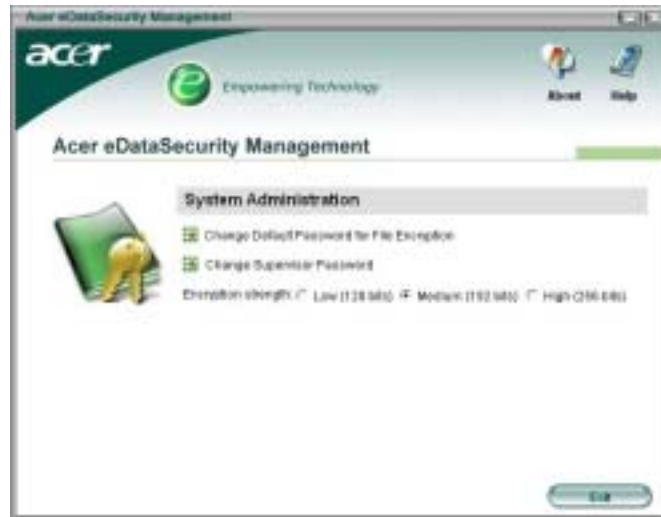 Acer eDataSecurity Management
acer
e Empowering Technology
About Help
Acer eDataSecurity Management
System Administration
Change Default Password for File Encryption
Change Supervisor Password
Encryption strength: Low (128 bits) Medium (192 bits) High (256 bits)
Exit